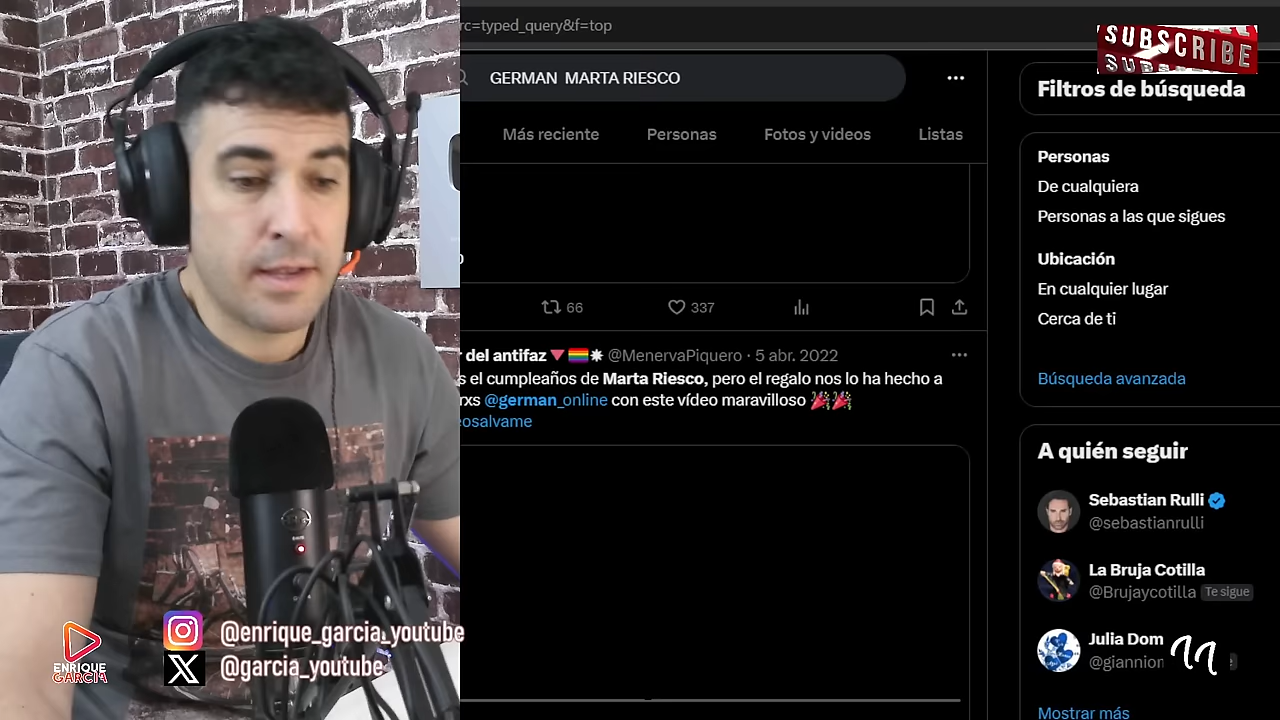 rc=typed_query&f=top
SUBSCRIBE
GERMAN MARTA RIESCO
Filtros de búsqueda
Más reciente
Personas
Fotos y videos
Listas
Personas
De cualquiera
Personas a las que sigues
Ubicación
En cualquier lugar
Cerca de ti
Búsqueda avanzada
66
337
del antifaz @MenervaPiquero · 5 abr. 2022
s el cumpleaños de Marta Riesco, pero el regalo nos lo ha hecho a
rxs @german_online con este vídeo maravilloso
osalvame
A quién seguir
Sebastian Rulli
@sebastianrulli
La Bruja Cotilla
@Brujaycotilla Te sigue
Julia Dom
@giannion
Mostrar más
@enrique_garcia_youtube
@garcia_youtube
ENRIQUE
GARCIA